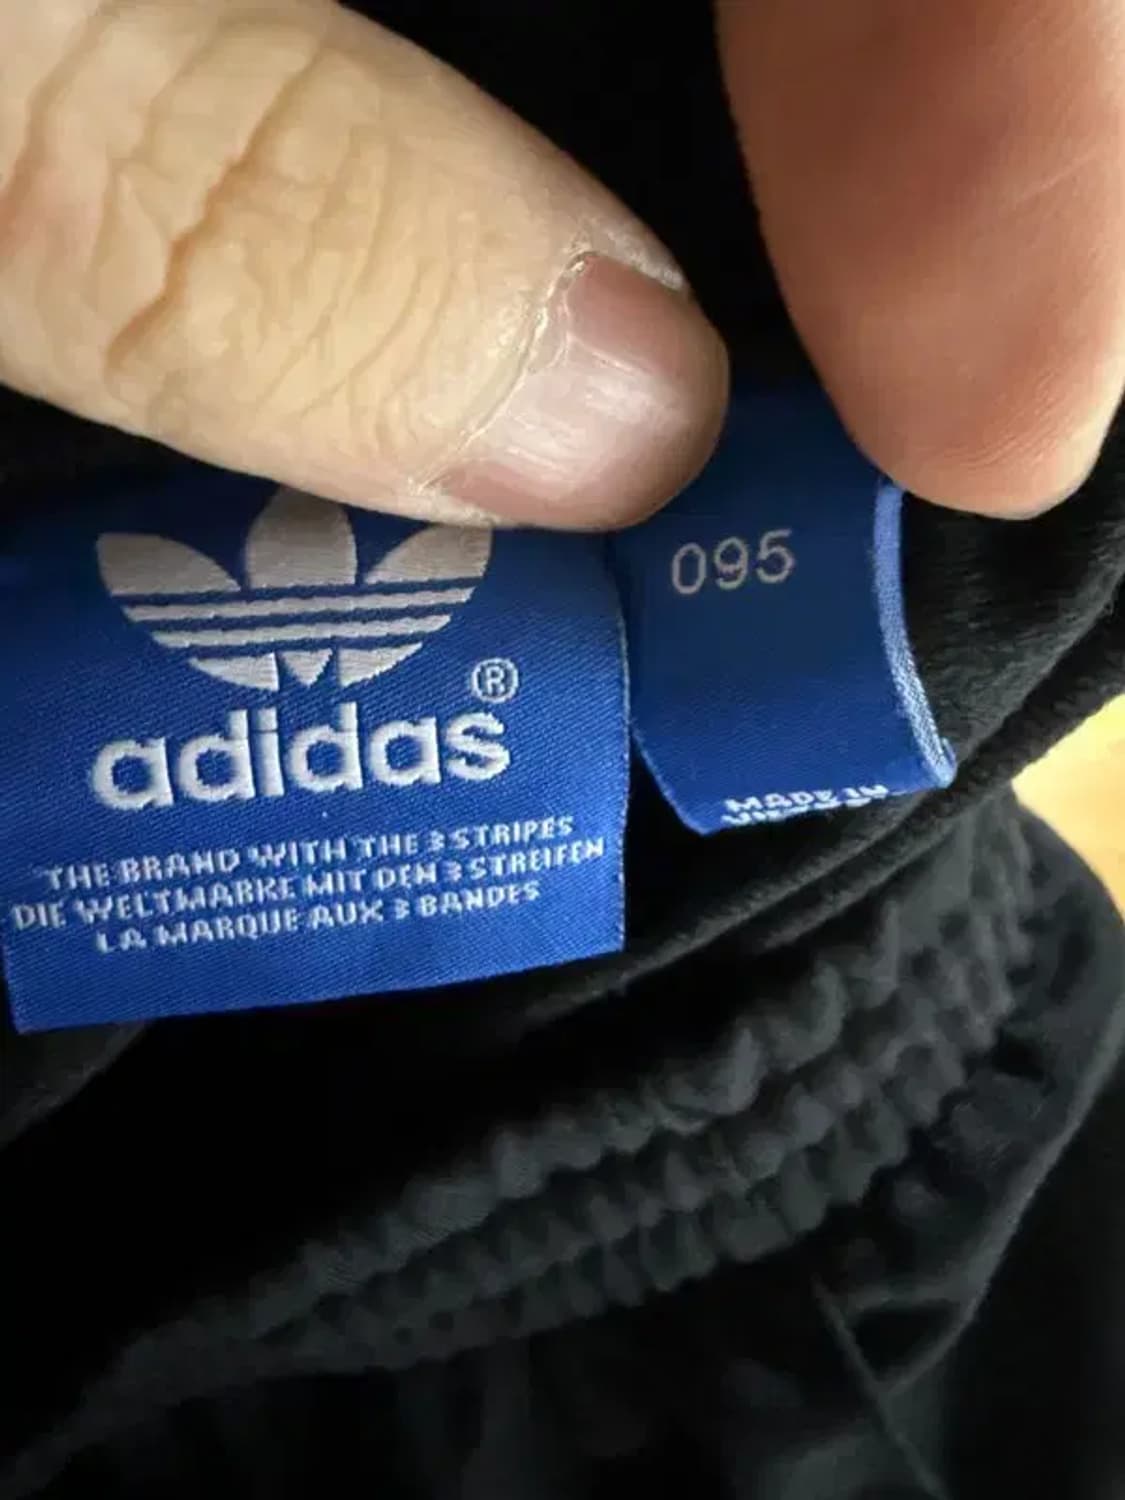 adidas®
THE BRAND WITH THE 3 STRIPES
DIE WELTMARKE MIT DEN 3 STREIFEN
LA MARQUE AUX 3 BANDES
095
MADE IN